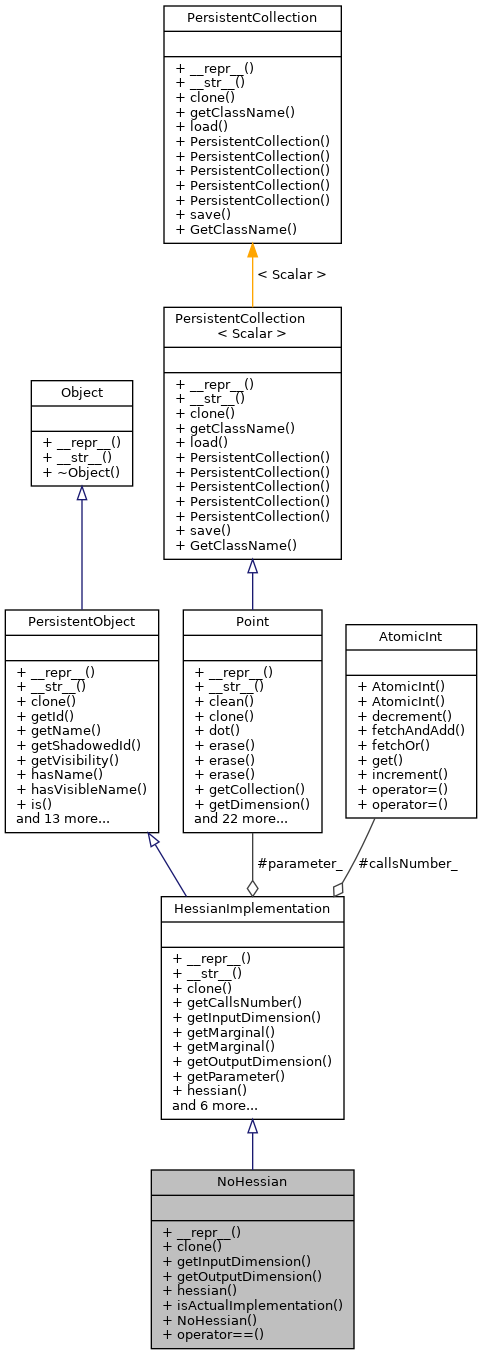 PersistentCollection
+ __repr__()
+ __str__()
+ clone()
+ getClassName()
+ load()
+ PersistentCollection()
+ PersistentCollection()
+ PersistentCollection()
+ PersistentCollection()
+ PersistentCollection()
+ save()
+ GetClassName()
< Scalar >
PersistentCollection
< Scalar >
+ __repr__()
+ __str__()
+ clone()
+ getClassName()
+ load()
+ PersistentCollection()
+ PersistentCollection()
+ PersistentCollection()
+ PersistentCollection()
+ PersistentCollection()
+ save()
+ GetClassName()
Object
+ __repr__()
+ __str__()
+ ~Object()
PersistentObject
+ __repr__()
+ __str__()
+ clone()
+ getId()
+ getName()
+ getShadowedId()
+ getVisibility()
+ hasName()
+ hasVisibleName()
+ is()
and 13 more...
Point
+ __repr__()
+ __str__()
+ clean()
+ clone()
+ dot()
+ erase()
+ erase()
+ erase()
+ getCollection()
+ getDimension()
and 22 more...
AtomicInt
+ AtomicInt()
+ AtomicInt()
+ decrement()
+ fetchAndAdd()
+ fetchOr()
+ get()
+ increment()
+ operator=()
+ operator=()
#parameter_
#callsNumber_
HessianImplementation
+ __repr__()
+ __str__()
+ clone()
+ getCallsNumber()
+ getInputDimension()
+ getMarginal()
+ getMarginal()
+ getOutputDimension()
+ getParameter()
+ hessian()
and 6 more...
NoHessian
+ __repr__()
+ clone()
+ getInputDimension()
+ getOutputDimension()
+ hessian()
+ isActualImplementation()
+ NoHessian()
+ operator==()